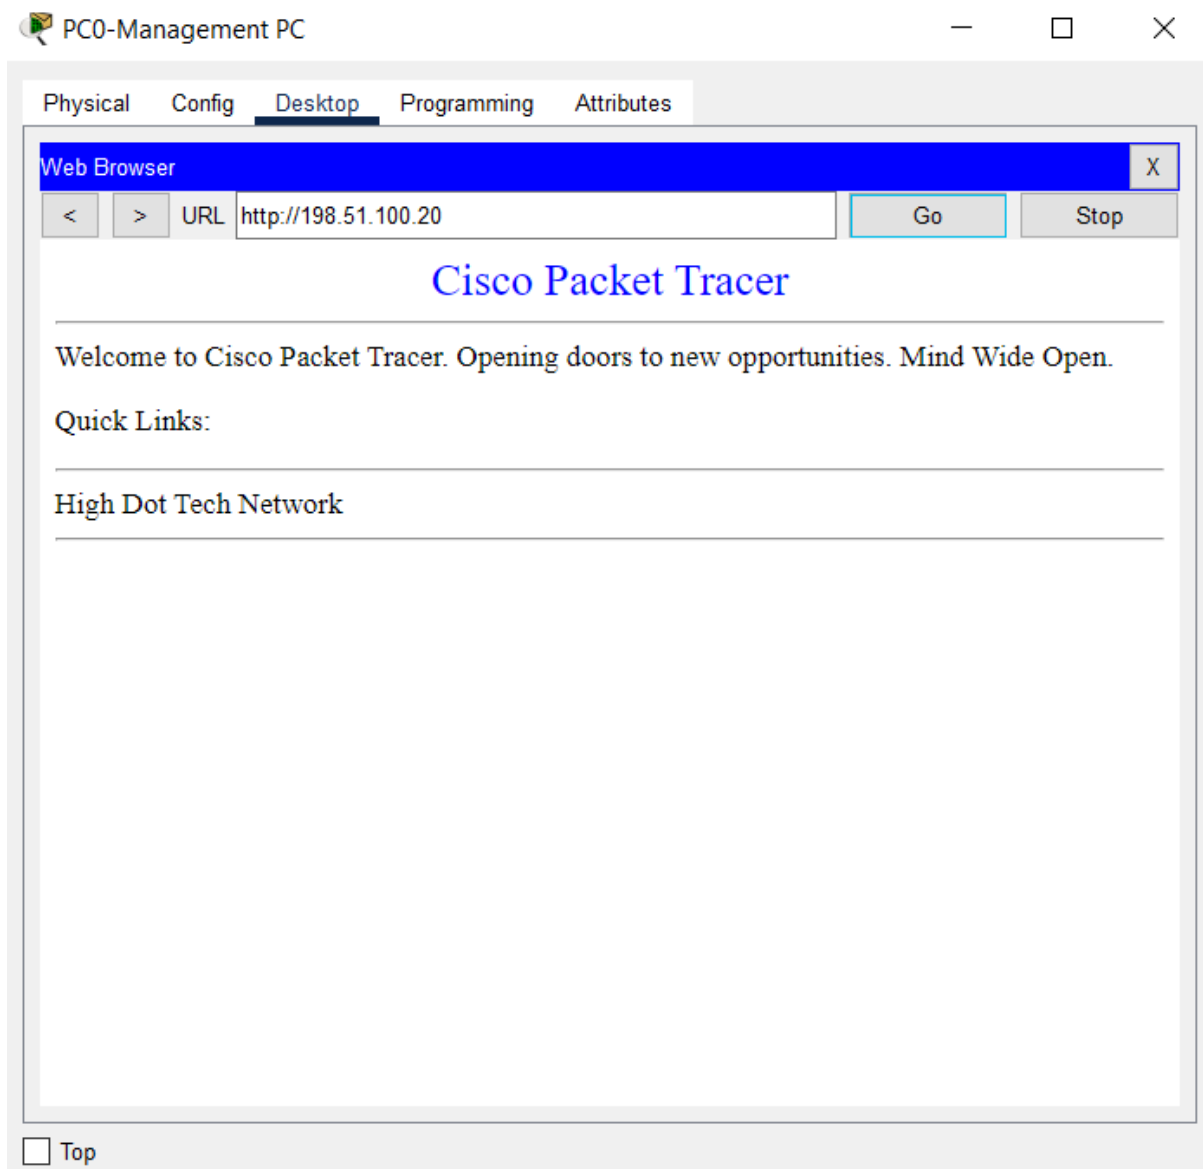 PC0-Management PC
Physical Config Desktop Programming Attributes
Web Browser X
< > URL http://198.51.100.20 Go Stop
Cisco Packet Tracer
Welcome to Cisco Packet Tracer. Opening doors to new opportunities. Mind Wide Open.
Quick Links:
High Dot Tech Network
Top